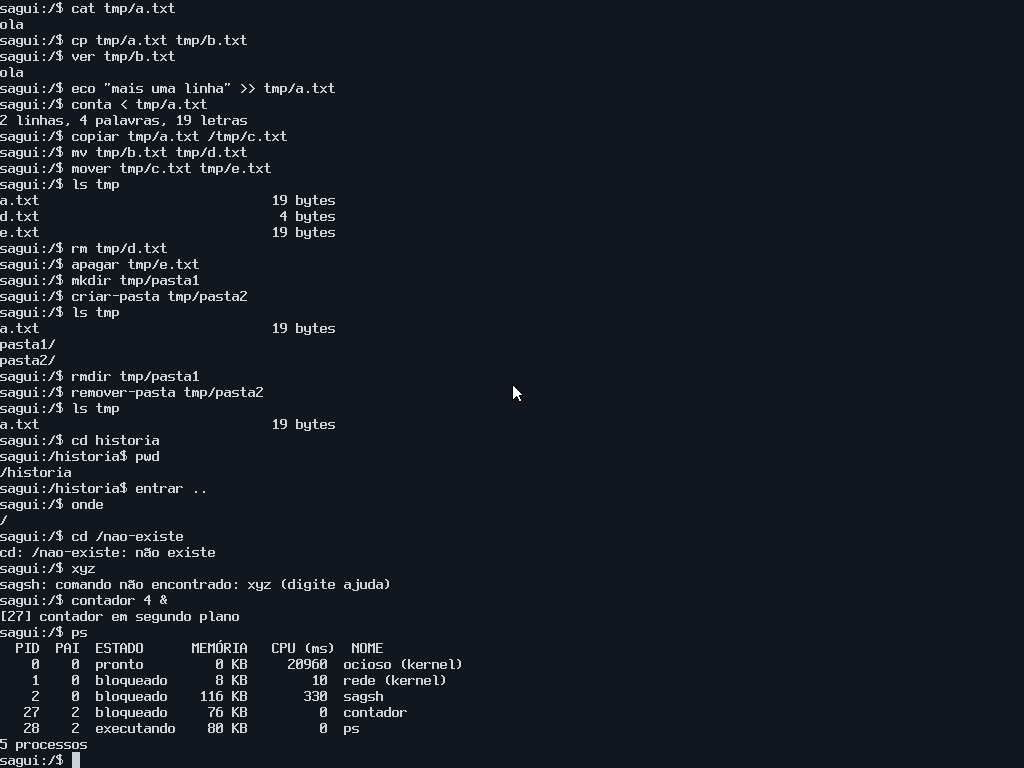 sagui:/$ cat tmp/a.txt
ola
sagui:/$ cp tmp/a.txt tmp/b.txt
sagui:/$ ver tmp/b.txt
ola
sagui:/$ eco "mais uma linha" >> tmp/a.txt
sagui:/$ conta < tmp/a.txt
2 linhas, 4 palavras, 19 letras
sagui:/$ copiar tmp/a.txt /tmp/c.txt
sagui:/$ mv tmp/b.txt tmp/d.txt
sagui:/$ mover tmp/c.txt tmp/e.txt
sagui:/$ ls tmp
a.txt                             19 bytes
d.txt                              4 bytes
e.txt                             19 bytes
sagui:/$ rm tmp/d.txt
sagui:/$ apagar tmp/e.txt
sagui:/$ mkdir tmp/pasta1
sagui:/$ criar-pasta tmp/pasta2
sagui:/$ ls tmp
a.txt                             19 bytes
pasta1/
pasta2/
sagui:/$ rmdir tmp/pasta1
sagui:/$ remover-pasta tmp/pasta2
sagui:/$ ls tmp
a.txt                             19 bytes
sagui:/$ cd historia
sagui:/historia$ pwd
/historia
sagui:/historia$ entrar ..
sagui:/$ onde
/
sagui:/$ cd /nao-existe
cd: /nao-existe: não existe
sagui:/$ xyz
sagsh: comando não encontrado: xyz (digite ajuda)
sagui:/$ contador 4 &
[27] contador em segundo plano
sagui:/$ ps
  PID  PAI  ESTADO      MEMÓRIA   CPU (ms)  NOME
    0    0  pronto         0 KB     20960  ocioso (kernel)
    1    0  bloqueado      8 KB        10  rede (kernel)
    2    0  bloqueado    116 KB       330  sagsh
   27    2  bloqueado     76 KB         0  contador
   28    2  executando    80 KB         0  ps
5 processos
sagui:/$